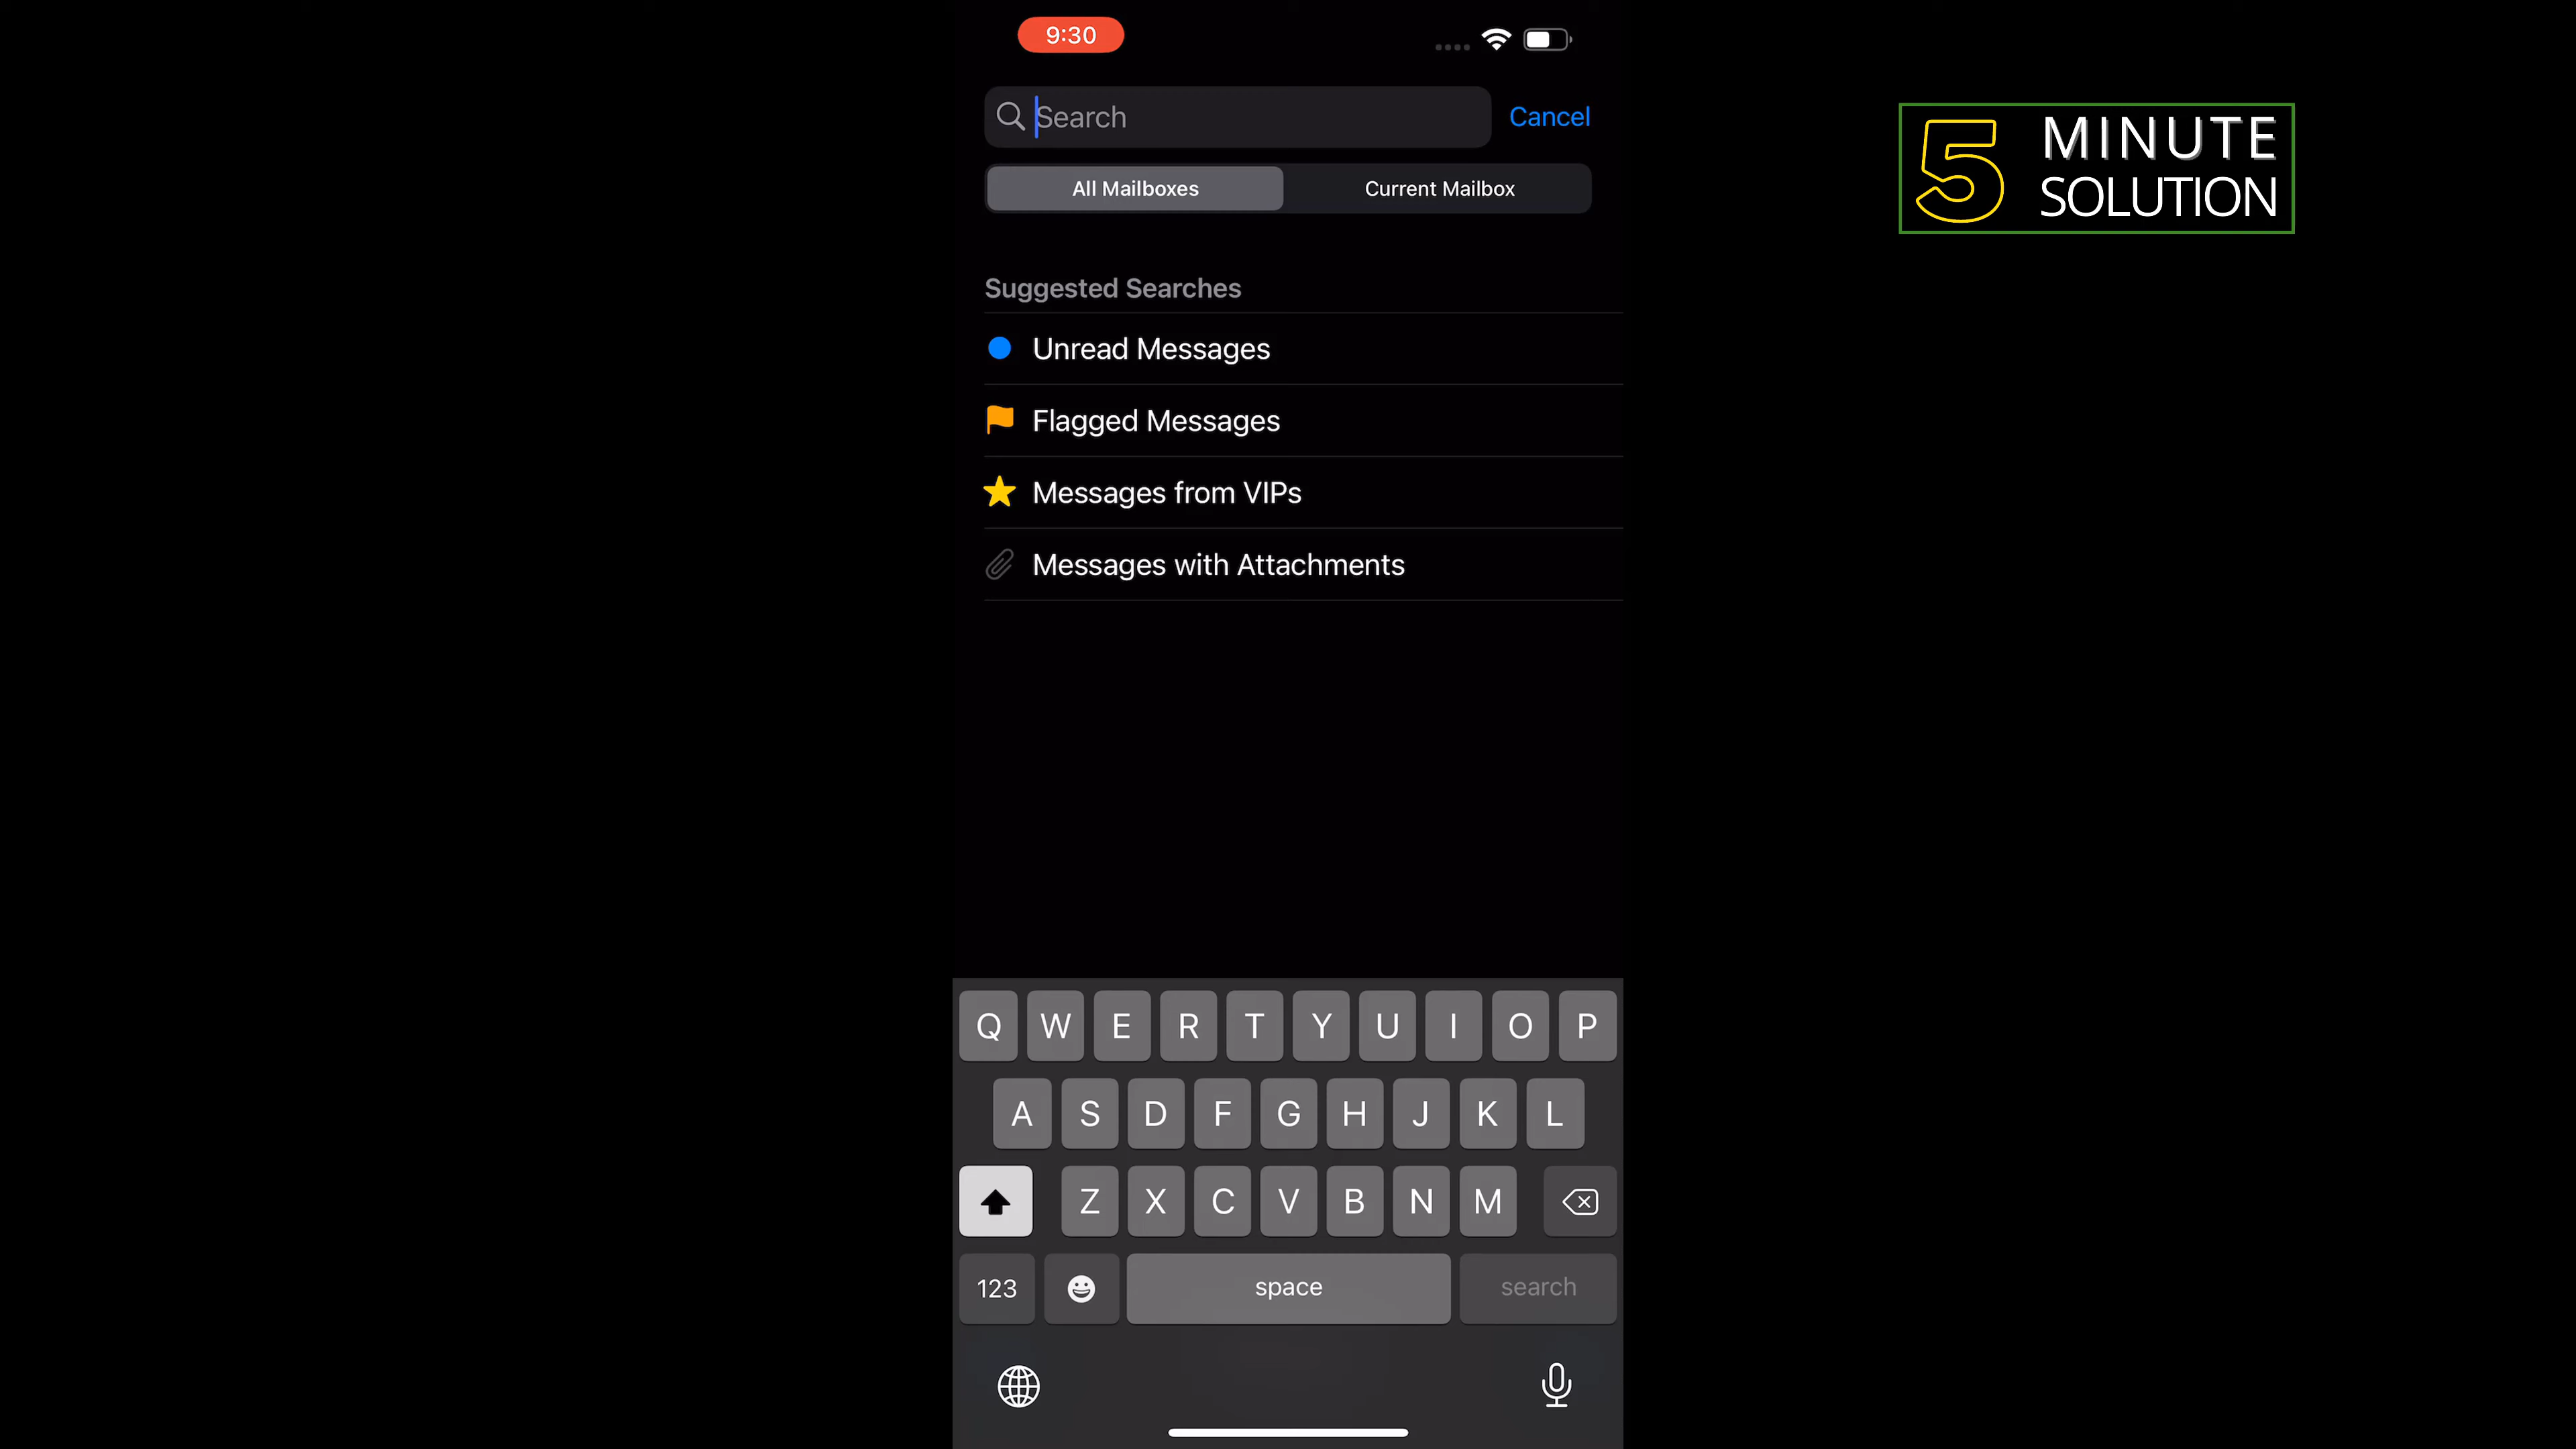 9:30
Search
Cancel
All Mailboxes
Current Mailbox
5 MINUTE
SOLUTION
Suggested Searches
Unread Messages
Flagged Messages
Messages from VIPs
Messages with Attachments
Q W E R T Y U I O P
A S D F G H J K L
Z X C V B N M
123 space search